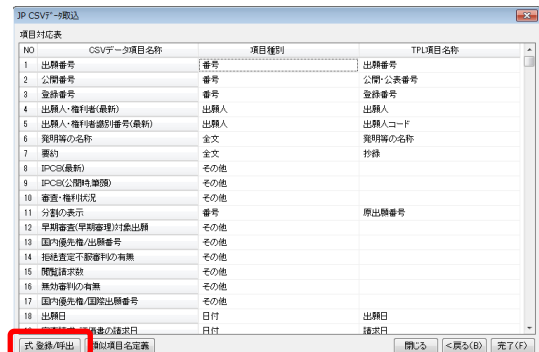 JP CSVﾃﾞｰﾀ取込
項目対応表
NO CSVデータ項目名称 項目種別 TPL項目名称
1 出願番号 番号 出願番号
2 公開番号 番号 公開・公表番号
3 登録番号 番号 登録番号
4 出願人・権利者(最新) 出願人 出願人
5 出願人・権利者識別番号(最新) 出願人 出願人コード
6 発明等の名称 全文 発明等の名称
7 要約 全文 抄録
8 IPC8(最新) その他
9 IPC8(公開時,筆頭) その他
10 審査・権利状況 その他
11 分割の表示 番号 原出願番号
12 早期審査(早期審理)対象出願 その他
13 国内優先権/出願番号 その他
14 拒絶査定不服審判の有無 その他
15 閲覧請求数 その他
16 無効審判の有無 その他
17 国内優先権/国際出願番号 その他
18 出願日 日付 出願日
日付 請求日
式 登録/呼出 類似項目名定義 閉じる <戻る(B) 完了(F)